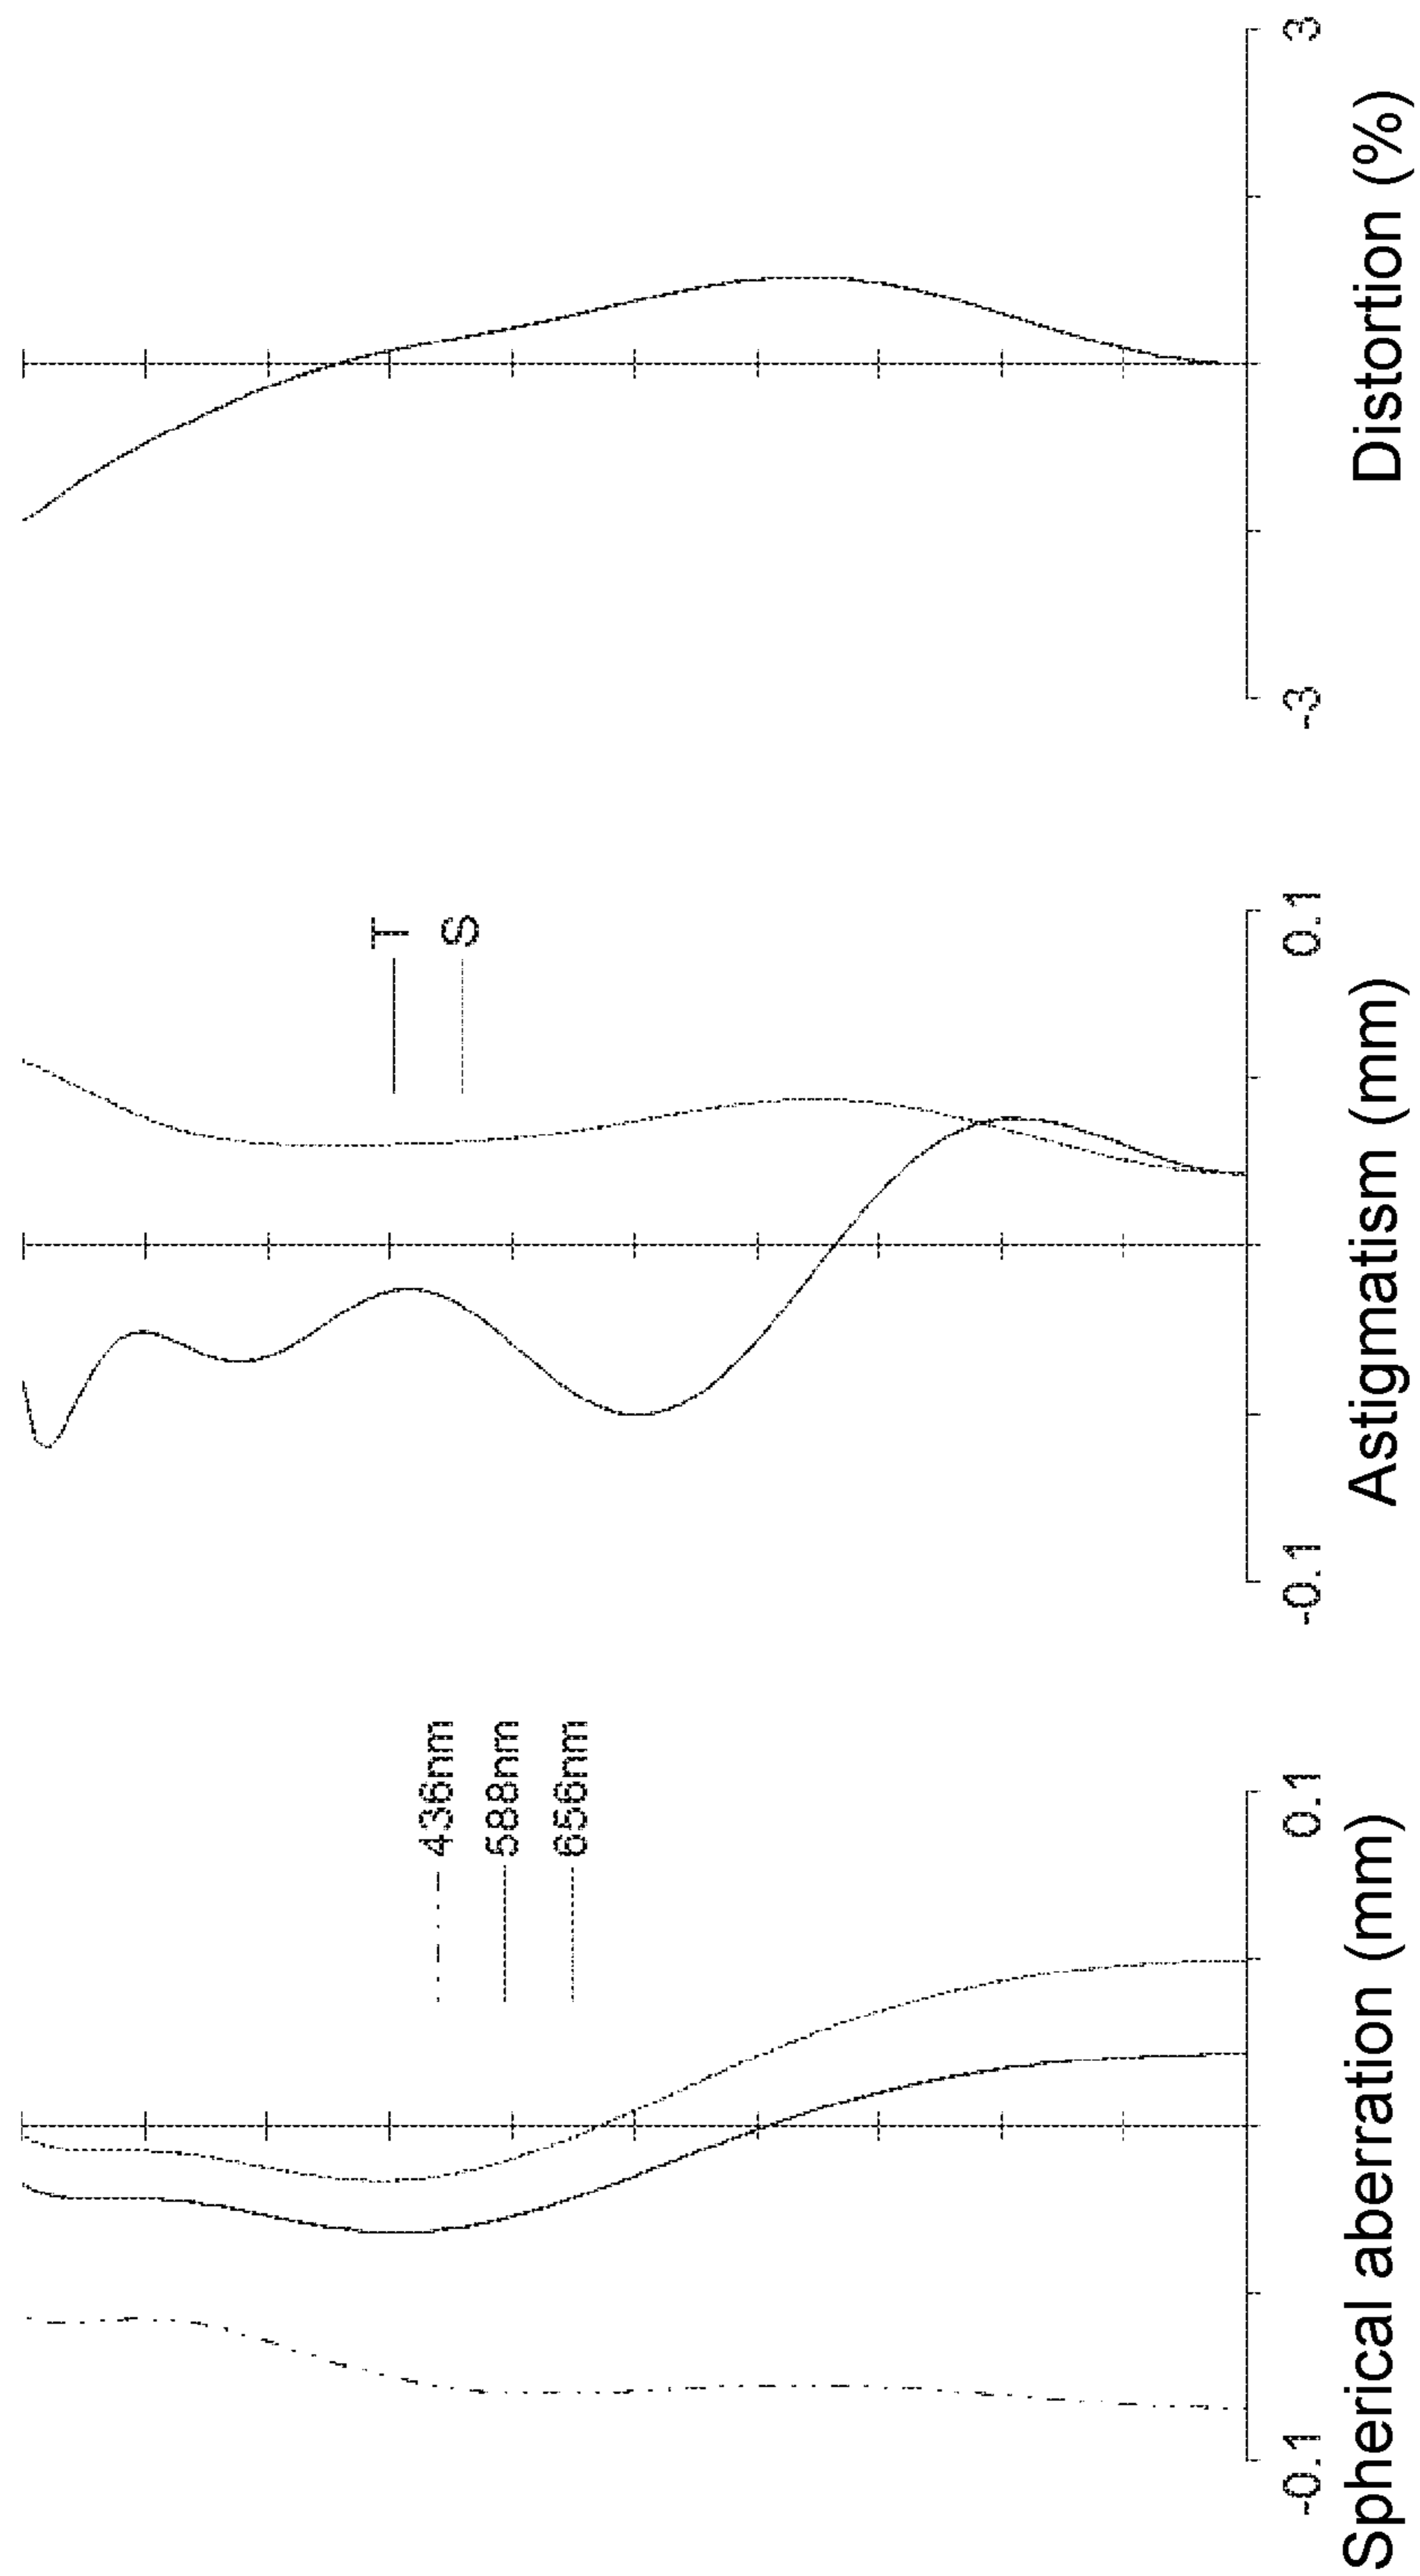 436nm
588nm
656nm
-0.1
0.1
Spherical aberration (mm)
T
S
-0.1
0.1
Astigmatism (mm)
-3
3
Distortion (%)